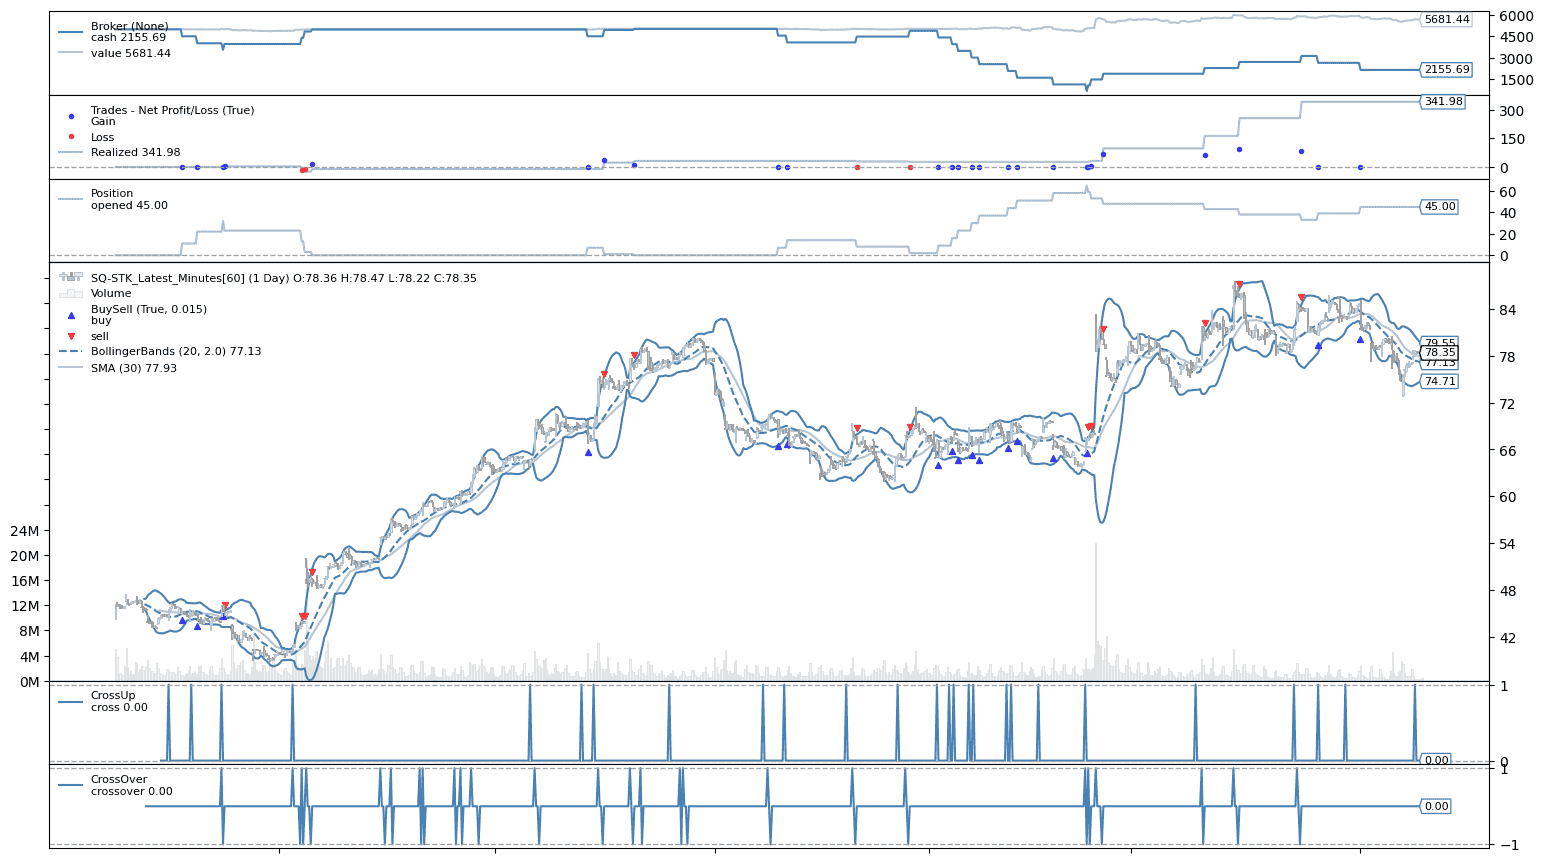 Broker (None)
cash 2155.69
value 5681.44
5681.44
2155.69
6000
4500
3000
1500
Trades - Net Profit/Loss (True)
Gain
Loss
Realized 341.98
341.98
300
150
0
Position
opened 45.00
45.00
60
40
20
0
SQ-STK_Latest_Minutes[60] (1 Day) O:78.36 H:78.47 L:78.22 C:78.35
Volume
BuySell (True, 0.015)
buy
sell
BollingerBands (20, 2.0) 77.13
SMA (30) 77.93
79.55
78.35
77.13
74.71
84
78
72
66
60
54
48
42
24M
20M
16M
12M
8M
4M
0M
CrossUp
cross 0.00
0.00
1
0
CrossOver
crossover 0.00
0.00
1
−1